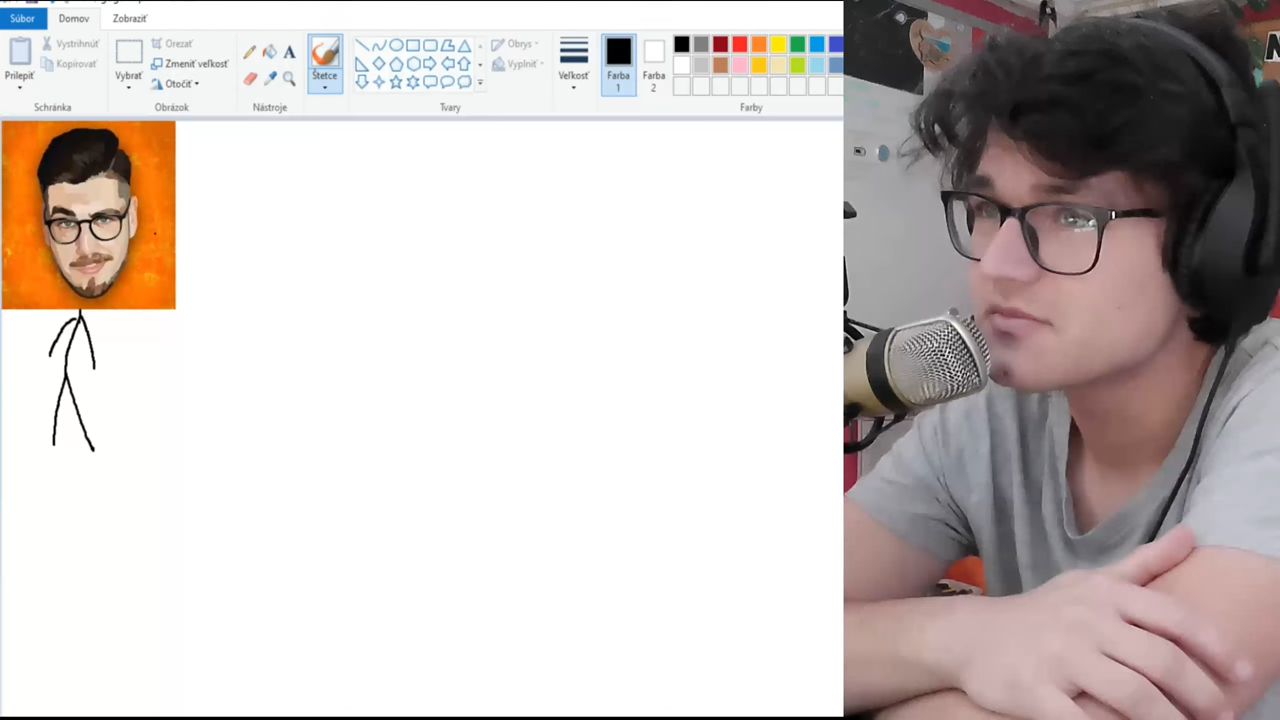 Súbor Domov Zobraziť
Prilepiť
Vystrihnúť
Kopírovať
Schránka
Vybrať
Orezať
Zmeniť veľkosť
Otočiť
Obrázok
A
Nástroje
Štetce
Obrys
Vyplniť
Tvary
Veľkosť
Farba
1
Farba
2
Farby